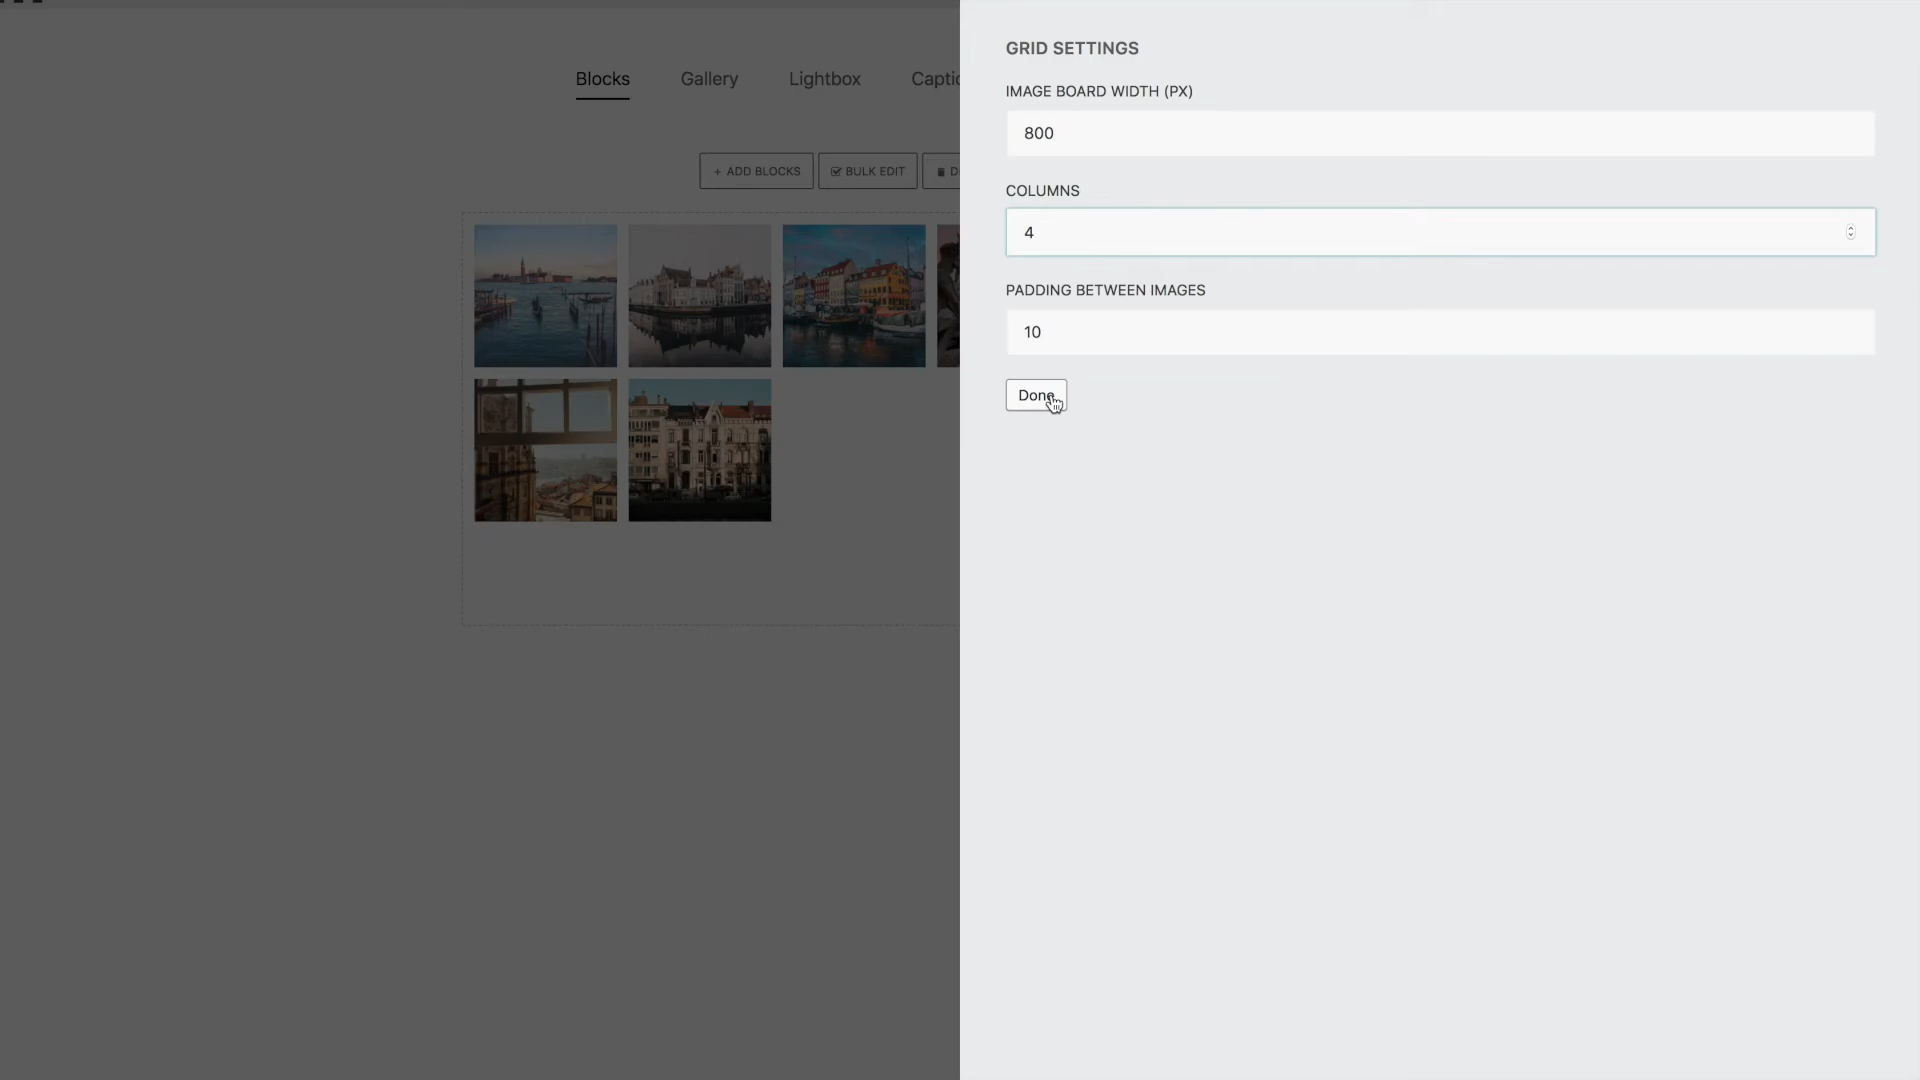 Blocks
Gallery
Lightbox
+ ADD BLOCKS
BULK EDIT
GRID SETTINGS
IMAGE BOARD WIDTH (PX)
800
COLUMNS
4
PADDING BETWEEN IMAGES
10
Done